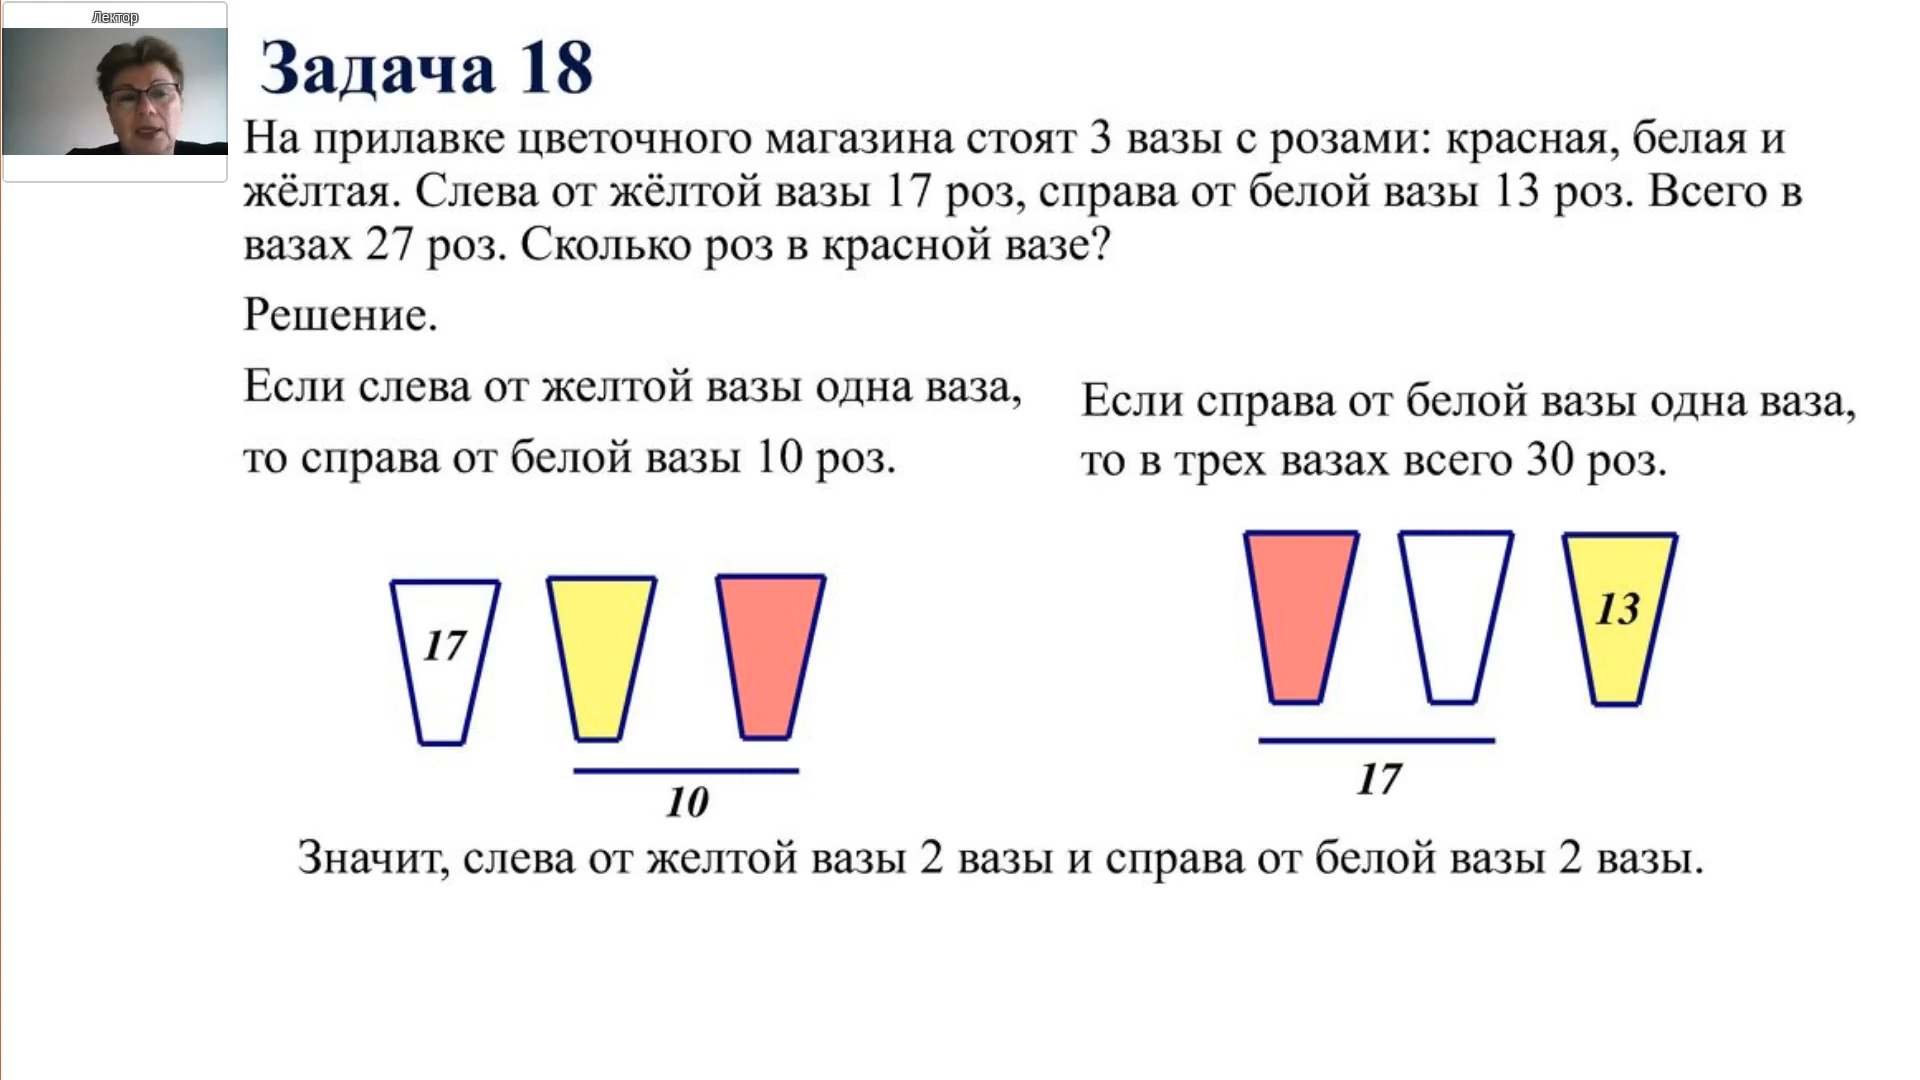 Лектор
Задача 18
На прилавке цветочного магазина стоят 3 вазы с розами: красная, белая и
жёлтая. Слева от жёлтой вазы 17 роз, справа от белой вазы 13 роз. Всего в
вазах 27 роз. Сколько роз в красной вазе?
Решение.
Если слева от желтой вазы одна ваза,
то справа от белой вазы 10 роз.
Если справа от белой вазы одна ваза,
то в трех вазах всего 30 роз.
17
10
13
17
Значит, слева от желтой вазы 2 вазы и справа от белой вазы 2 вазы.